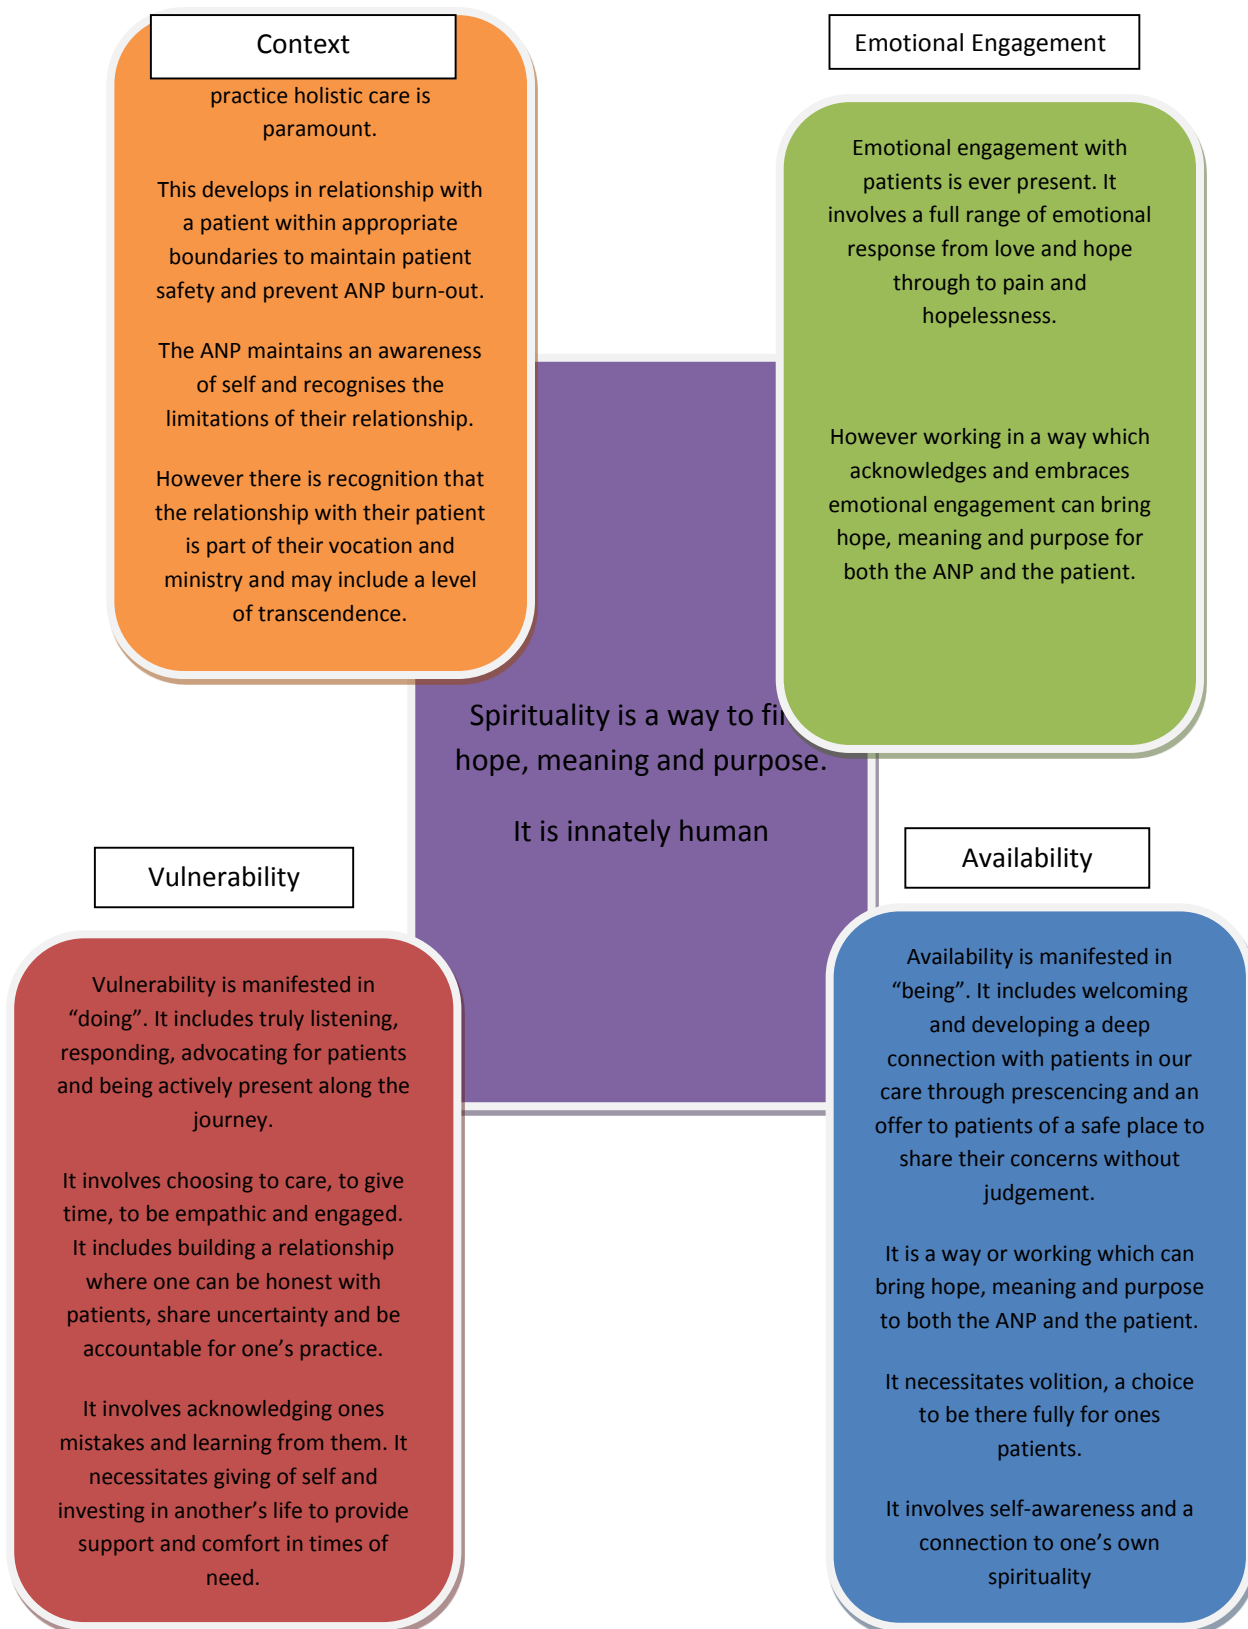 Context
practice holistic care is
paramount.
This develops in relationship with
a patient within appropriate
boundaries to maintain patient
safety and prevent ANP burn-out.
The ANP maintains an awareness
of self and recognises the
limitations of their relationship.
However there is recognition that
the relationship with their patient
is part of their vocation and
ministry and may include a level
of transcendence.
Emotional Engagement
Emotional engagement with
patients is ever present. It
involves a full range of emotional
response from love and hope
through to pain and
hopelessness.
However working in a way which
acknowledges and embraces
emotional engagement can bring
hope, meaning and purpose for
both the ANP and the patient.
Spirituality is a way to
hope, meaning and purpose.
It is innately human
Vulnerability
Vulnerability is manifested in
“doing”. It includes truly listening,
responding, advocating for patients
and being actively present along the
journey.
It involves choosing to care, to give
time, to be empathic and engaged.
It includes building a relationship
where one can be honest with
patients, share uncertainty and be
accountable for one’s practice.
It involves acknowledging ones
mistakes and learning from them. It
necessitates giving of self and
investing in another’s life to provide
support and comfort in times of
need.
Availability
Availability is manifested in
“being”. It includes welcoming
and developing a deep
connection with patients in our
care through prescencing and an
offer to patients of a safe place to
share their concerns without
judgement.
It is a way or working which can
bring hope, meaning and purpose
to both the ANP and the patient.
It necessitates volition, a choice
to be there fully for ones
patients.
It involves self-awareness and a
connection to one’s own
spirituality